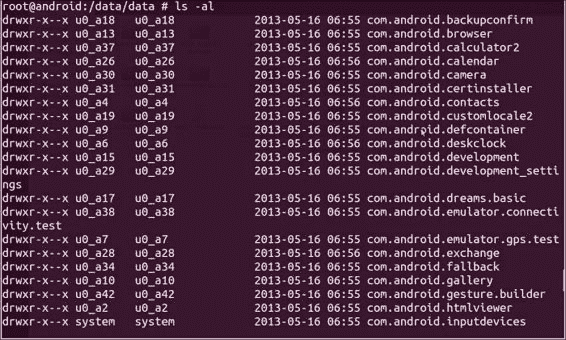 root@android:/data/data # ls -al
drwxr-x--x u0_a18   u0_a18            2013-05-16 06:55 com.android.backupconfirm
drwxr-x--x u0_a13   u0_a13            2013-05-16 06:55 com.android.browser
drwxr-x--x u0_a37   u0_a37            2013-05-16 06:55 com.android.calculator2
drwxr-x--x u0_a26   u0_a26            2013-05-16 06:56 com.android.calendar
drwxr-x--x u0_a30   u0_a30            2013-05-16 06:55 com.android.camera
drwxr-x--x u0_a31   u0_a31            2013-05-16 06:55 com.android.certinstaller
drwxr-x--x u0_a4    u0_a4             2013-05-16 06:56 com.android.contacts
drwxr-x--x u0_a19   u0_a19            2013-05-16 06:55 com.android.customlocale2
drwxr-x--x u0_a9    u0_a9             2013-05-16 06:55 com.android.defcontainer
drwxr-x--x u0_a6    u0_a6             2013-05-16 06:56 com.android.deskclock
drwxr-x--x u0_a15   u0_a15            2013-05-16 06:55 com.android.development
drwxr-x--x u0_a29   u0_a29            2013-05-16 06:55 com.android.development_setti
ngs
drwxr-x--x u0_a17   u0_a17            2013-05-16 06:55 com.android.dreams.basic
drwxr-x--x u0_a38   u0_a38            2013-05-16 06:55 com.android.emulator.connecti
vity.test
drwxr-x--x u0_a7    u0_a7             2013-05-16 06:55 com.android.emulator.gps.test
drwxr-x--x u0_a28   u0_a28            2013-05-16 06:56 com.android.exchange
drwxr-x--x u0_a34   u0_a34            2013-05-16 06:55 com.android.fallback
drwxr-x--x u0_a10   u0_a10            2013-05-16 06:55 com.android.gallery
drwxr-x--x u0_a42   u0_a42            2013-05-16 06:55 com.android.gesture.builder
drwxr-x--x u0_a2    u0_a2             2013-05-16 06:55 com.android.htmlviewer
drwxr-x--x system   system            2013-05-16 06:55 com.android.inputdevices